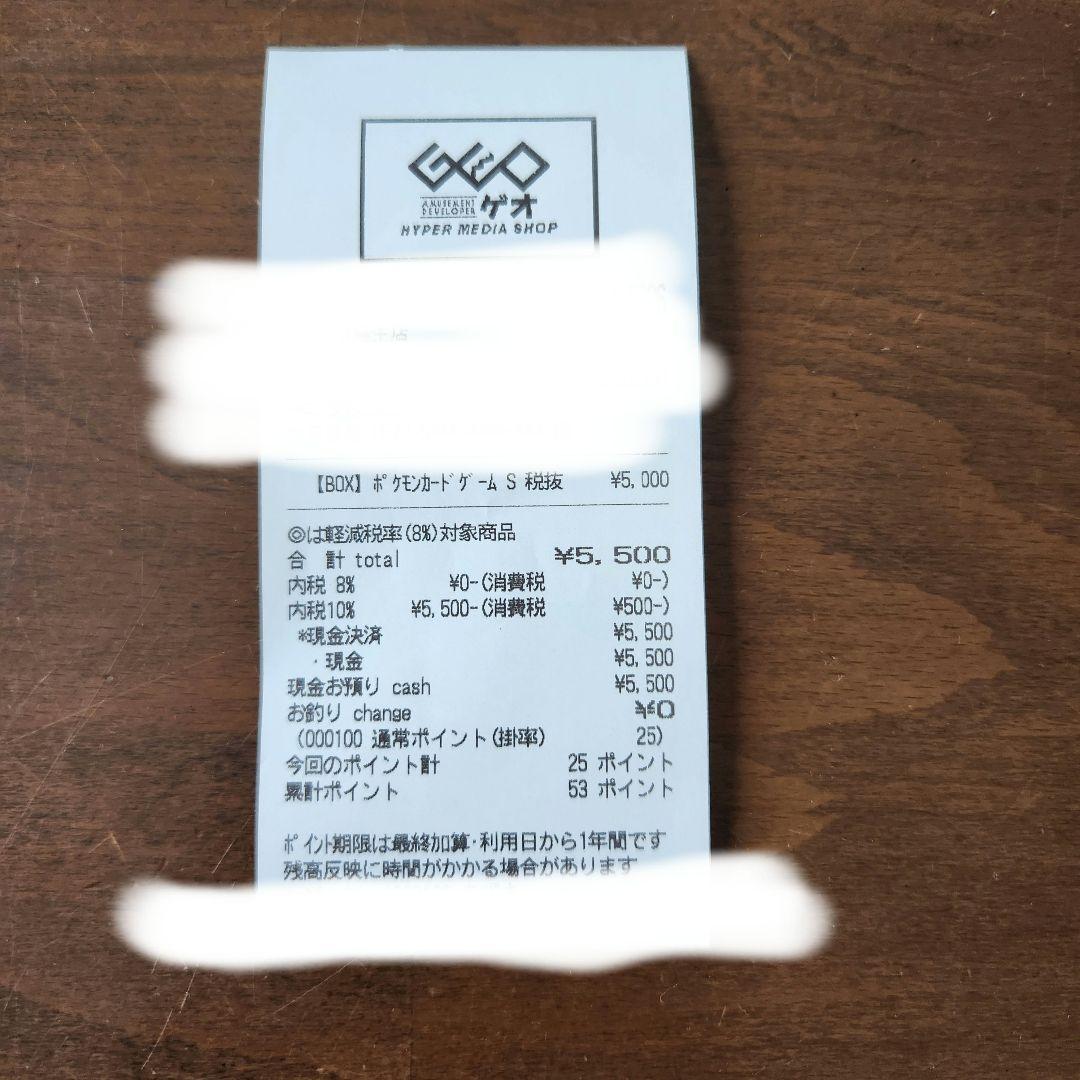 GEO
AMUSEMENT
DEVELOPER ゲオ
HYPER MEDIA SHOP
【BOX】ﾎﾟｹﾓﾝｶｰﾄﾞｹﾞｰﾑ S 税抜 ¥5,000
◎は軽減税率(8%)対象商品
合 計 total ¥5,500
内税 8% ¥0-(消費税 ¥0-)
内税10% ¥5,500-(消費税 ¥500-)
*現金決済 ¥5,500
・現金 ¥5,500
現金お預り cash ¥5,500
お釣り change ¥0
(000100 通常ポイント(掛率) 25)
今回のポイント計 25 ポイント
累計ポイント 53 ポイント
ﾎﾟｲﾝﾄ期限は最終加算・利用日から1年間です
残高反映に時間がかかる場合があります